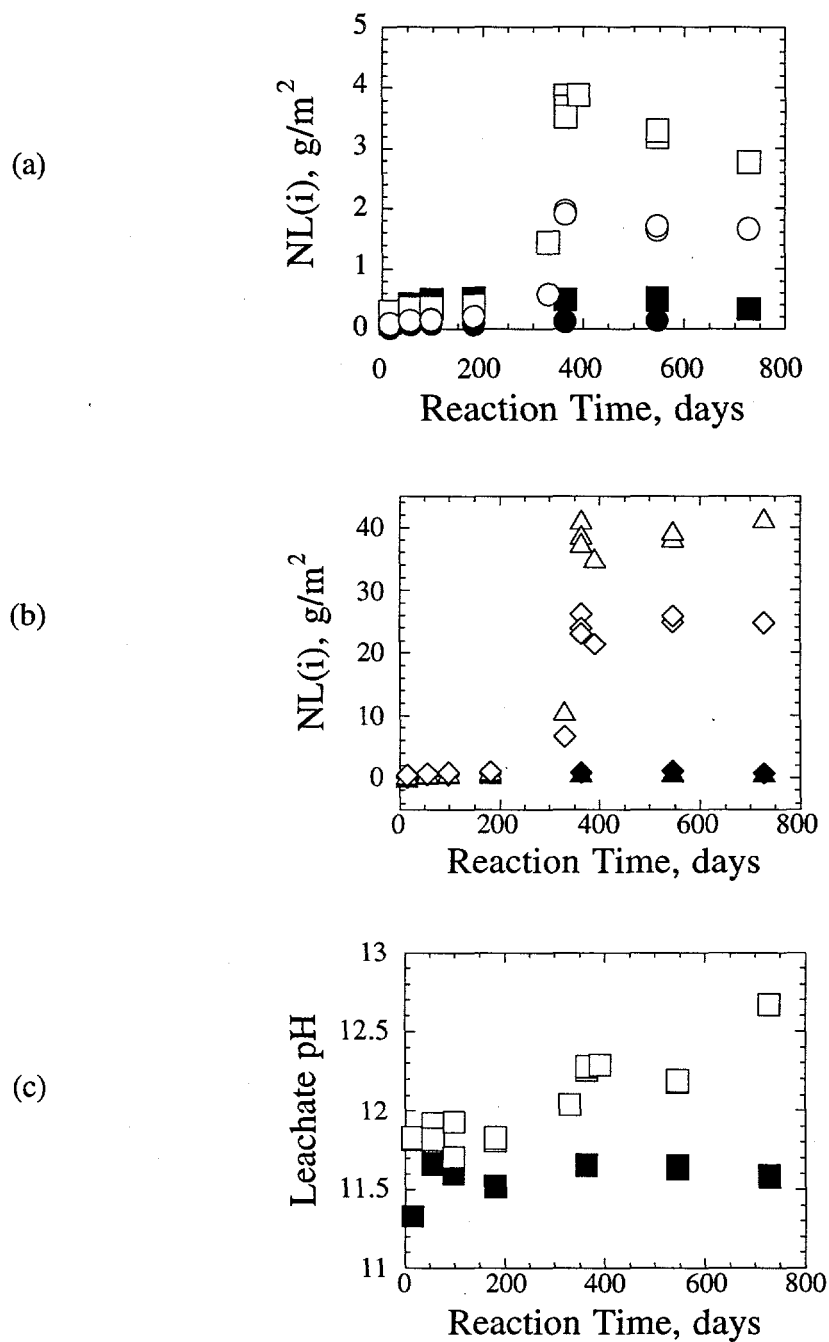 (a)
NL(i), g/m²
5
4
3
2
1
0
0 200 400 600 800
Reaction Time, days
(b)
NL(i), g/m²
40
30
20
10
0
0 200 400 600 800
Reaction Time, days
(c)
Leachate pH
13
12.5
12
11.5
11
0 200 400 600 800
Reaction Time, days